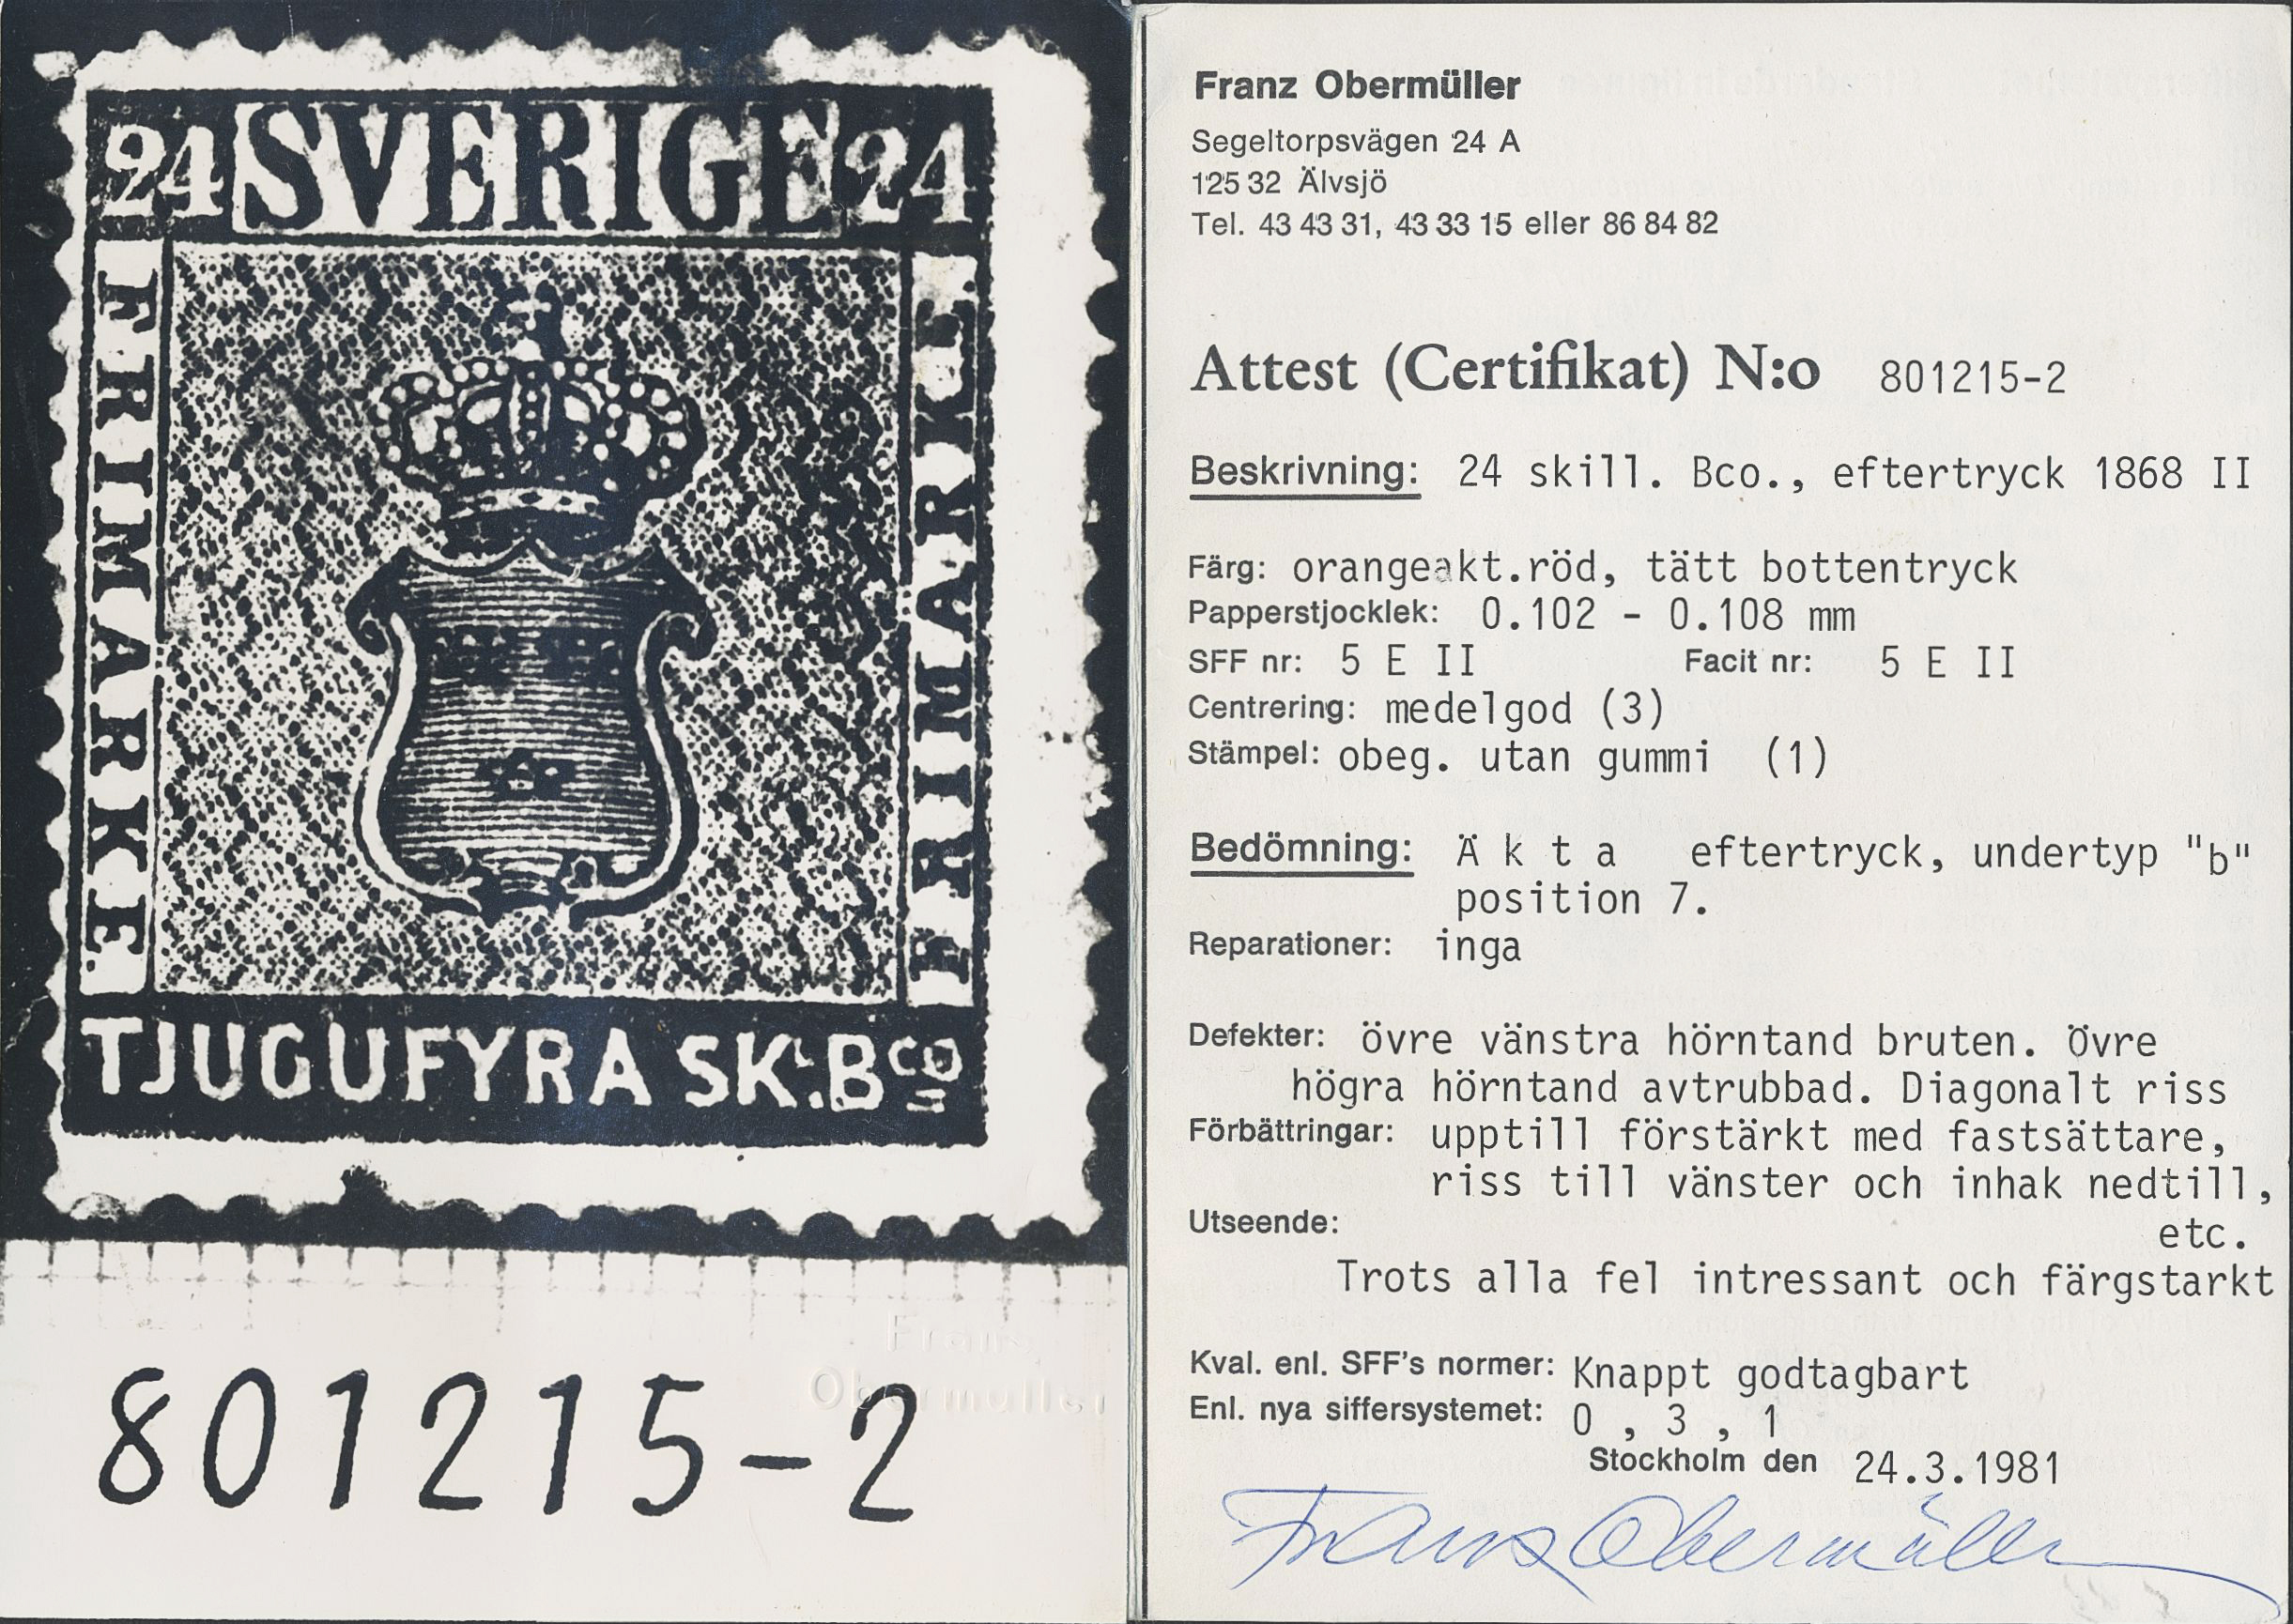 24 SVERIGE 24
FRIMÄRKE
FRIMÄRKE
TJUGUFYRA SK.BCO
Frans
Obermüller
801215-2
Franz Obermüller
Segeltorpsvägen 24 A
125 32 Älvsjö
Tel. 43 43 31, 43 33 15 eller 86 84 82
Attest (Certifikat) N:o 801215-2
Beskrivning: 24 skill. Bco., eftertryck 1868 II
Färg: orangeakt.röd, tätt bottentryck
Papperstjocklek: 0.102 - 0.108 mm
SFF nr: 5 E II Facit nr: 5 E II
Centrering: medelgod (3)
Stämpel: obeg. utan gummi (1)
Bedömning: Ä k t a eftertryck, undertyp "b"
position 7.
Reparationer: inga
Defekter: övre vänstra hörntand bruten. Övre
högra hörntand avtrubbad. Diagonalt riss
Förbättringar: upptill förstärkt med fastsättare,
riss till vänster och inhak nedtill,
Utseende: etc.
Trots alla fel intressant och färgstarkt
Kval. enl. SFF's normer: Knappt godtagbart
Enl. nya siffersystemet: 0 , 3 , 1
Stockholm den 24.3.1981
Frans Obermüller